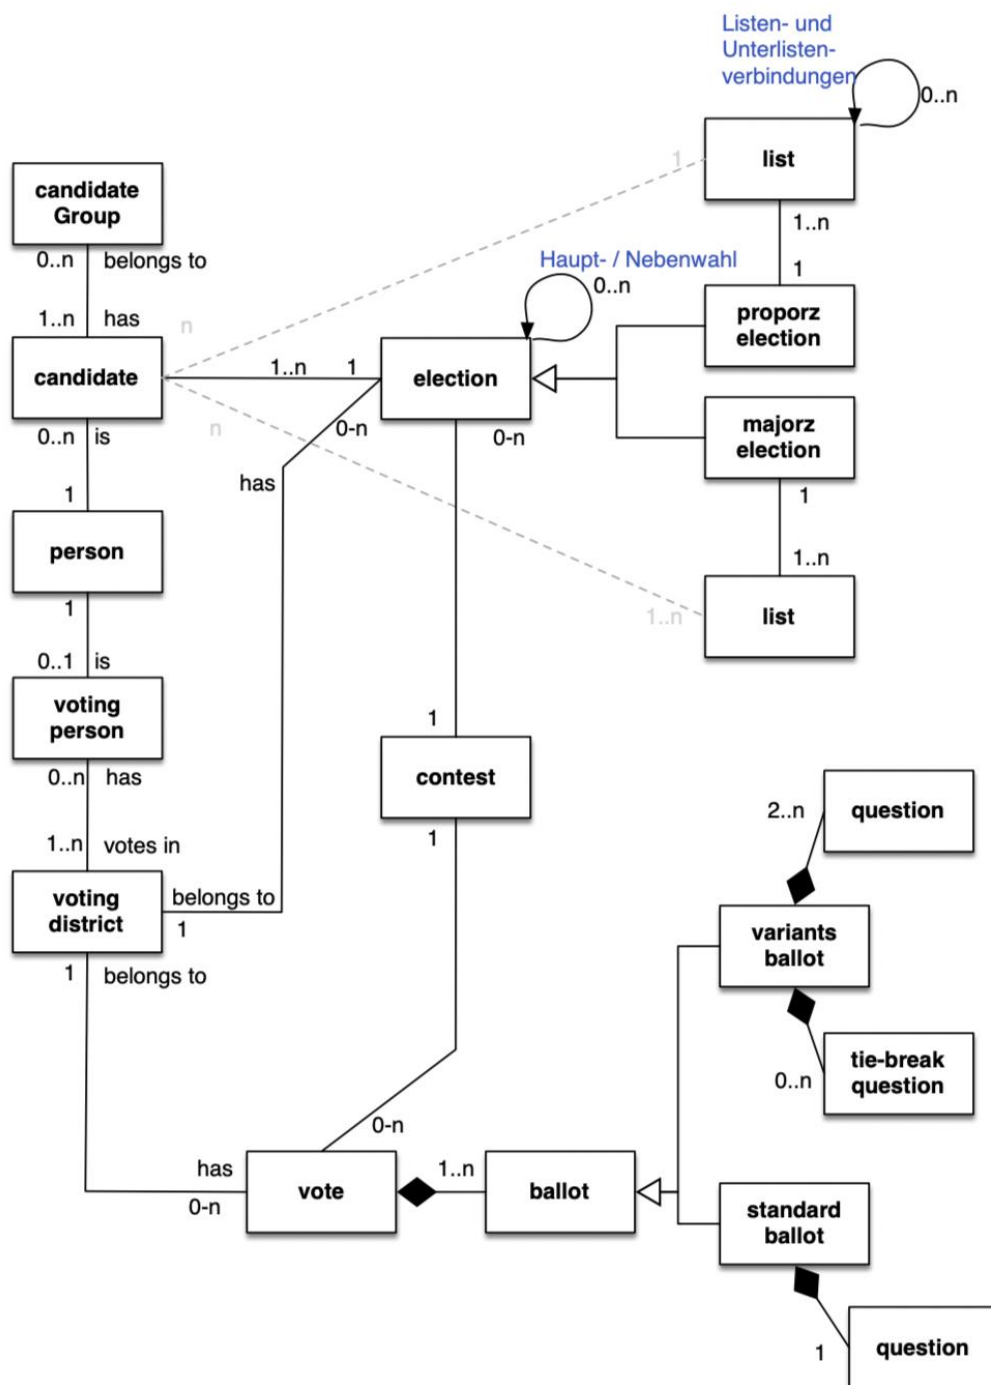 Listen- und
Unterlisten-
verbindungen
0..n
list
1
1..n
candidate
Group
0..n belongs to
Haupt- / Nebenwahl
0..n
1
proporz
election
1..n has
n
candidate
1..n 1
election
0-n
0-n
majorz
election
0..n is
n
has
1
1
person
1..n
1
list
1..n
0..1 is
voting
person
1
0..n has
contest
1
question
2..n
1..n votes in
voting
district
belongs to
1
variants
ballot
1 belongs to
tie-break
question
0..n
0-n
has
0-n
vote
1..n
ballot
standard
ballot
1
question